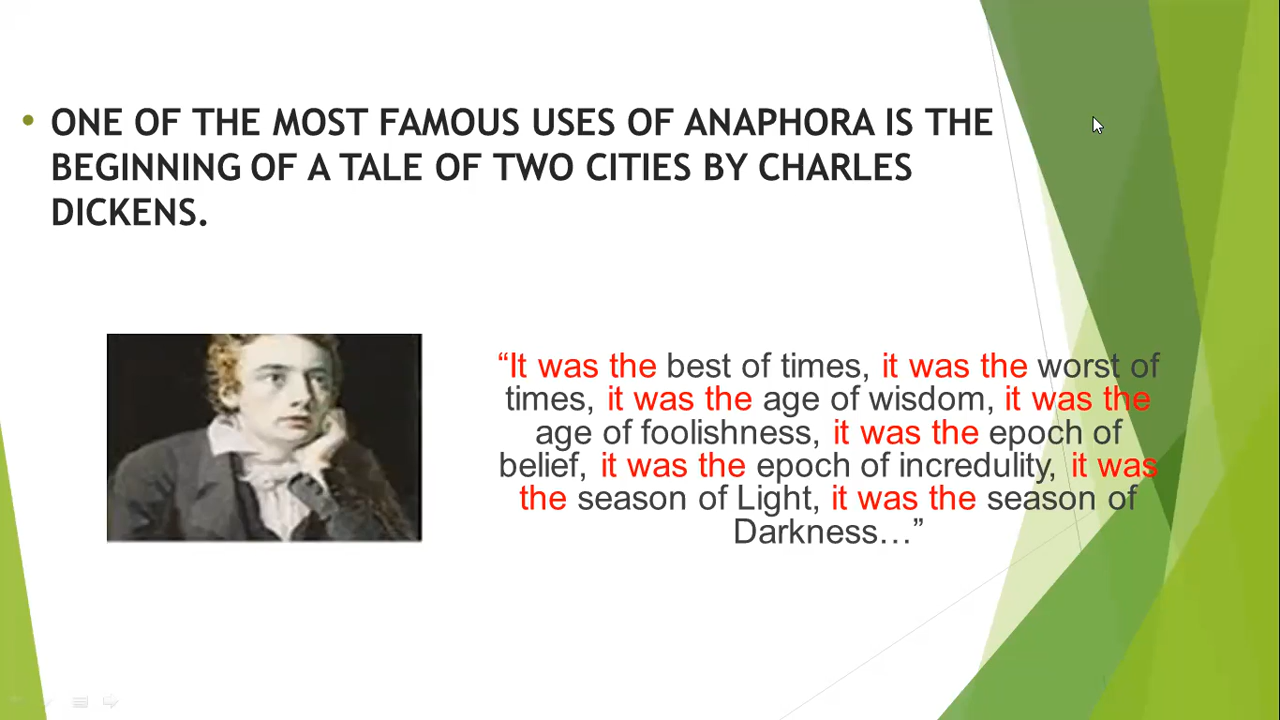 • ONE OF THE MOST FAMOUS USES OF ANAPHORA IS THE
BEGINNING OF A TALE OF TWO CITIES BY CHARLES
DICKENS.
“It was the best of times, it was the worst of
times, it was the age of wisdom, it was the
age of foolishness, it was the epoch of
belief, it was the epoch of incredulity, it was
the season of Light, it was the season of
Darkness…”